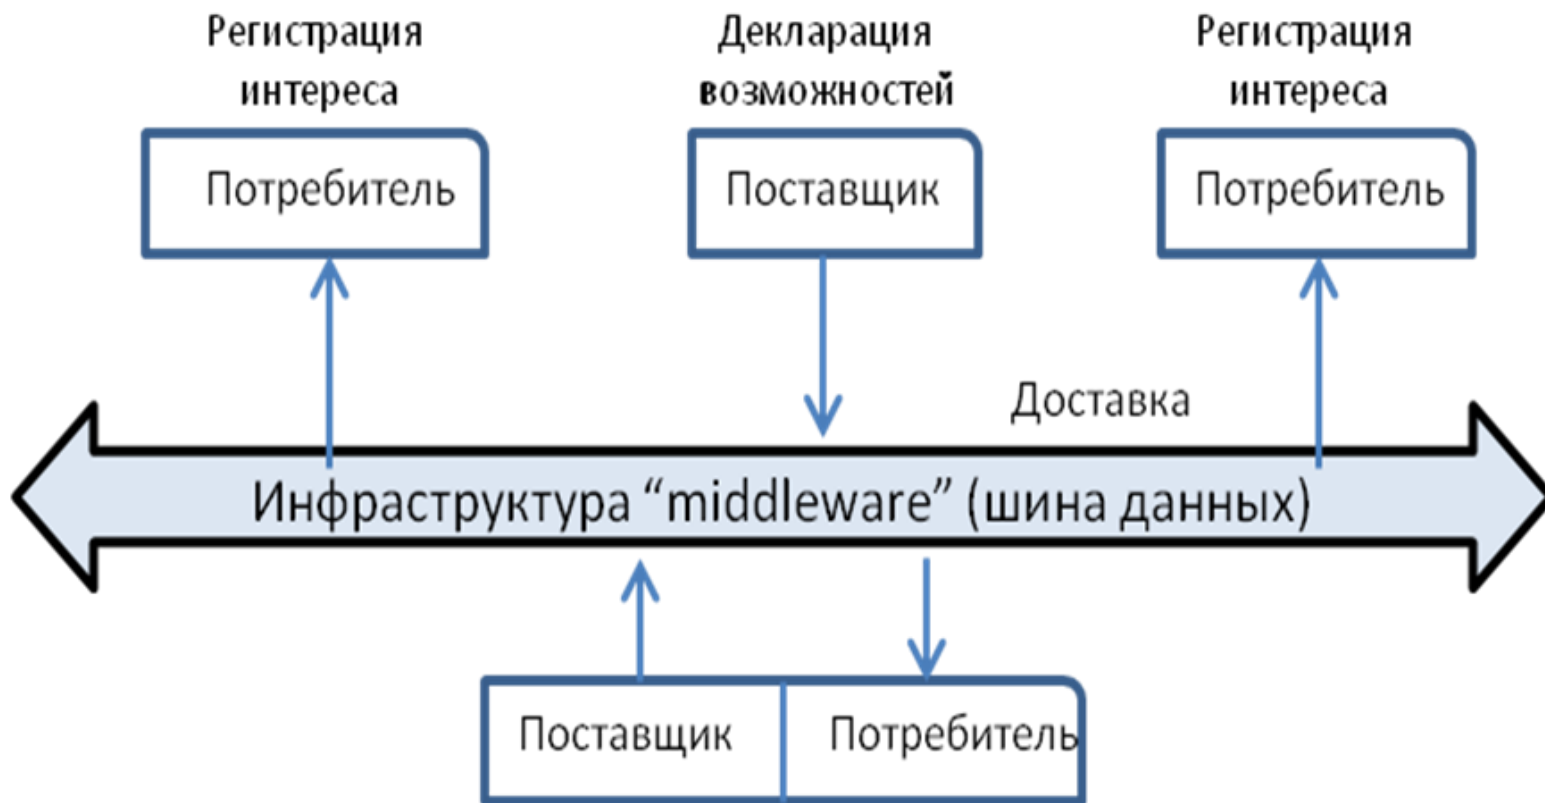 Регистрация
интереса
Декларация
возможностей
Регистрация
интереса
Потребитель
Поставщик
Потребитель
Доставка
Инфраструктура “middleware” (шина данных)
Поставщик
Потребитель